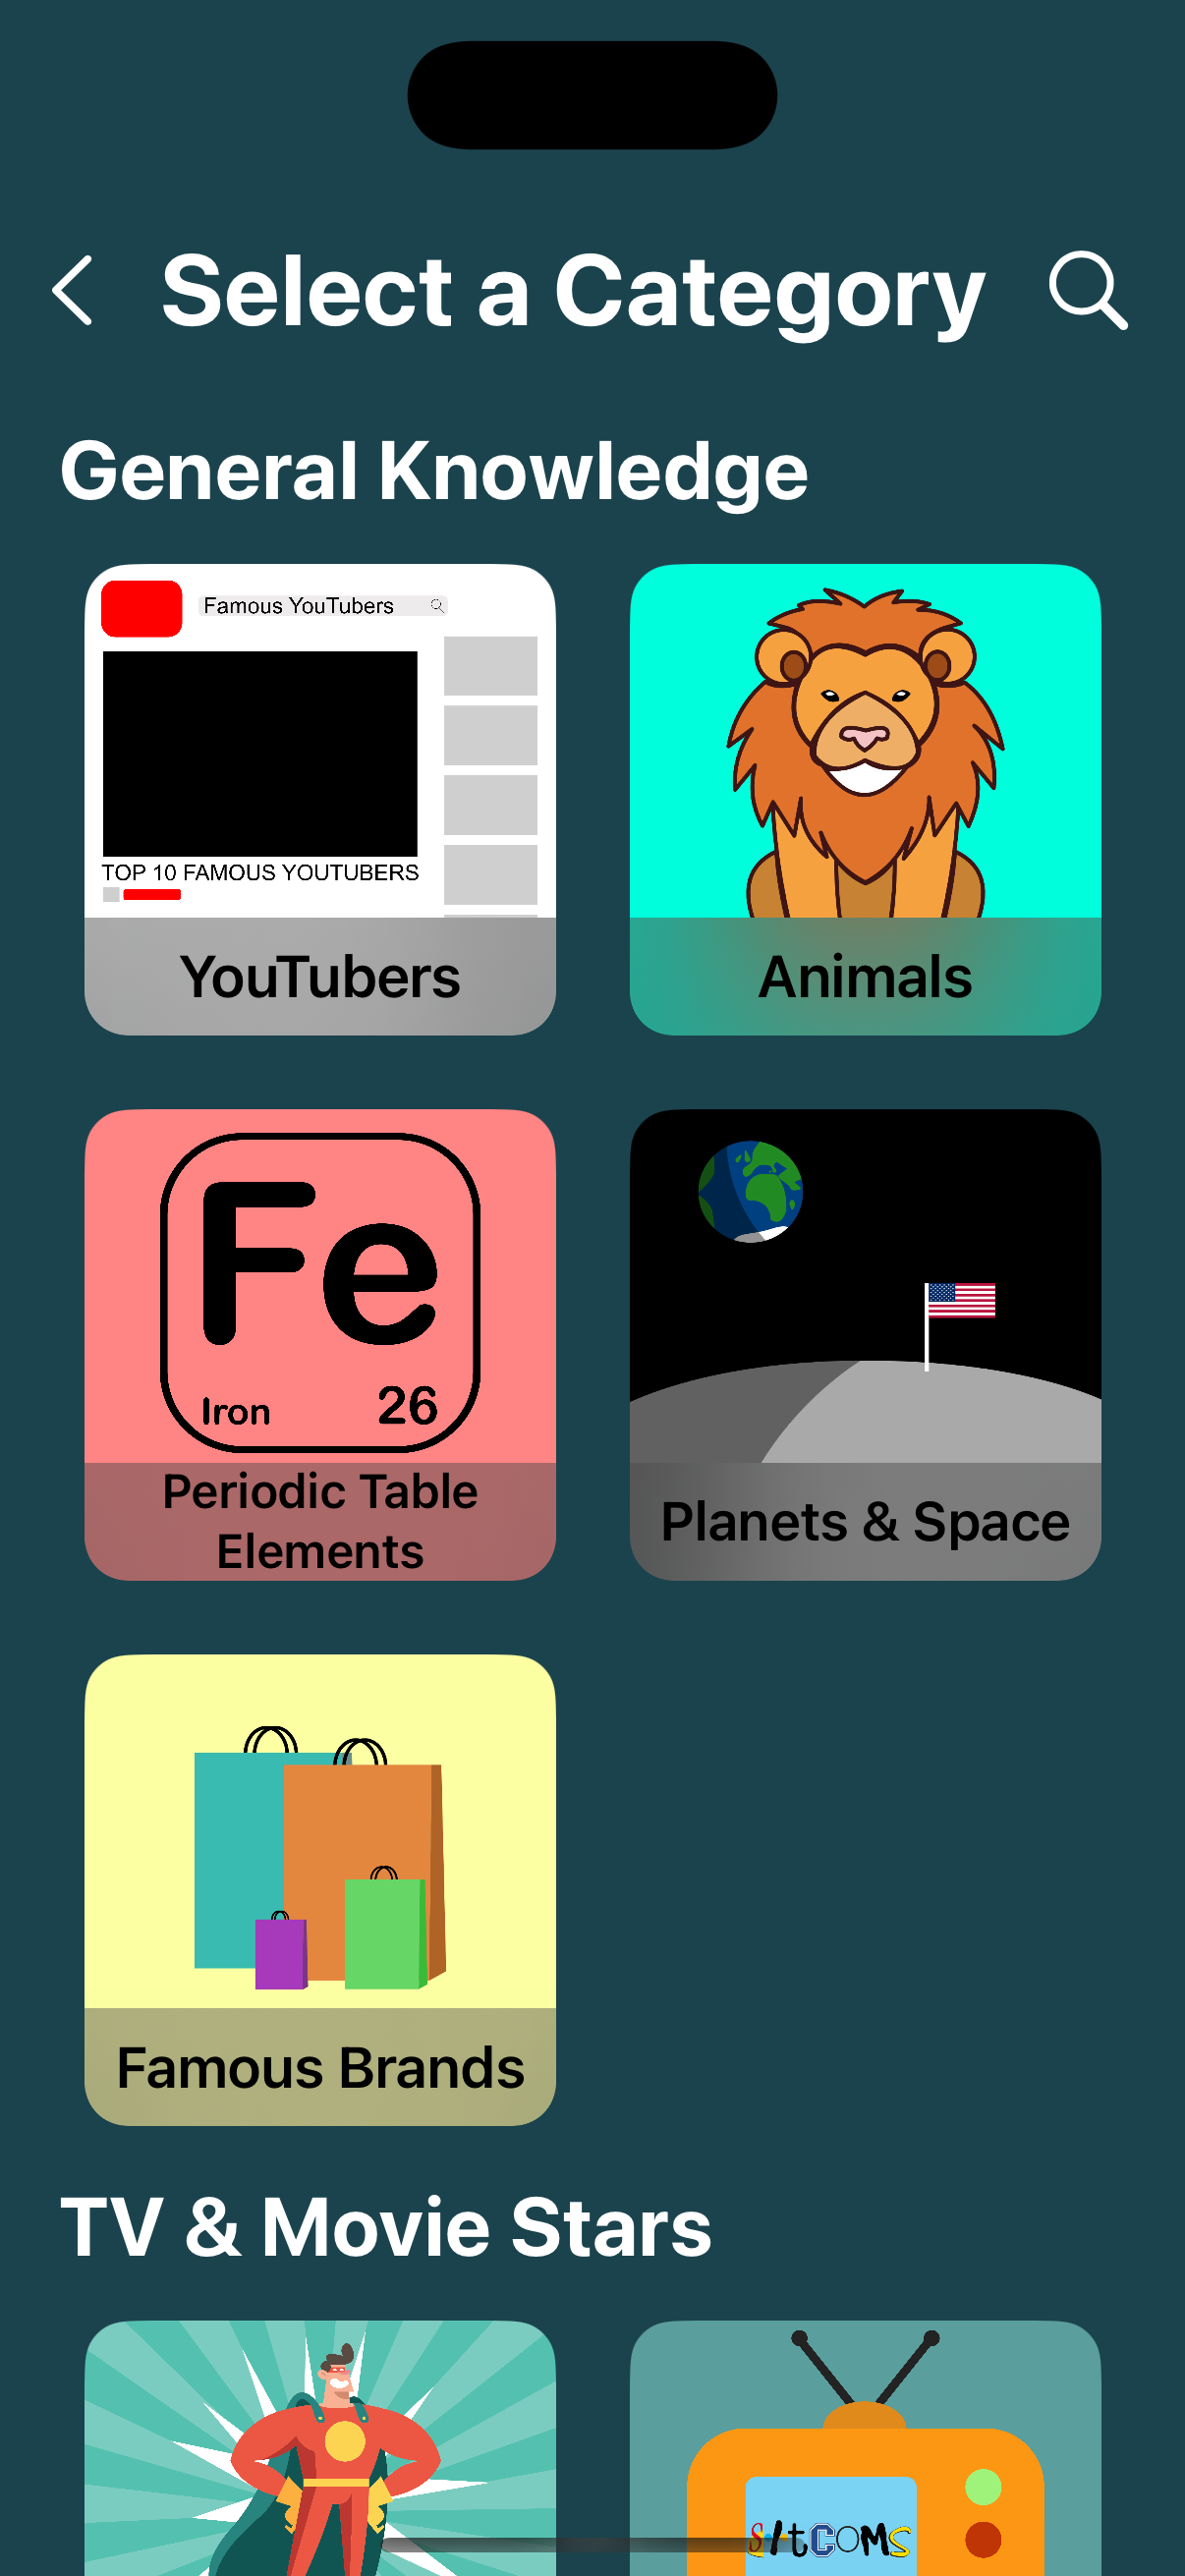 Select a Category
General Knowledge
Famous YouTubers
TOP 10 FAMOUS YOUTUBERS
YouTubers
Animals
Fe
Iron 26
Periodic Table
Elements
Planets & Space
Famous Brands
TV & Movie Stars
SItCOMS